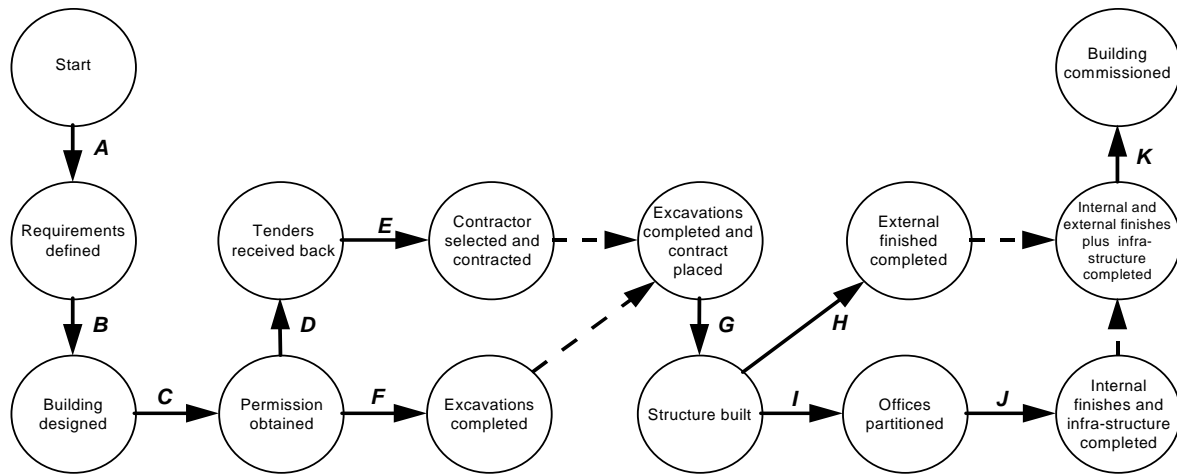 Start
Building
commissioned
A
K
Requirements
defined
Tenders
received back
E
Contractor
selected and
contracted
Excavations
completed and
contract
placed
External
finished
completed
Internal and
external finishes
plus infra-
structure
completed
B
D
G
H
Building
designed
C
Permission
obtained
F
Excavations
completed
Structure built
I
Offices
partitioned
J
Internal
finishes and
infra-structure
completed